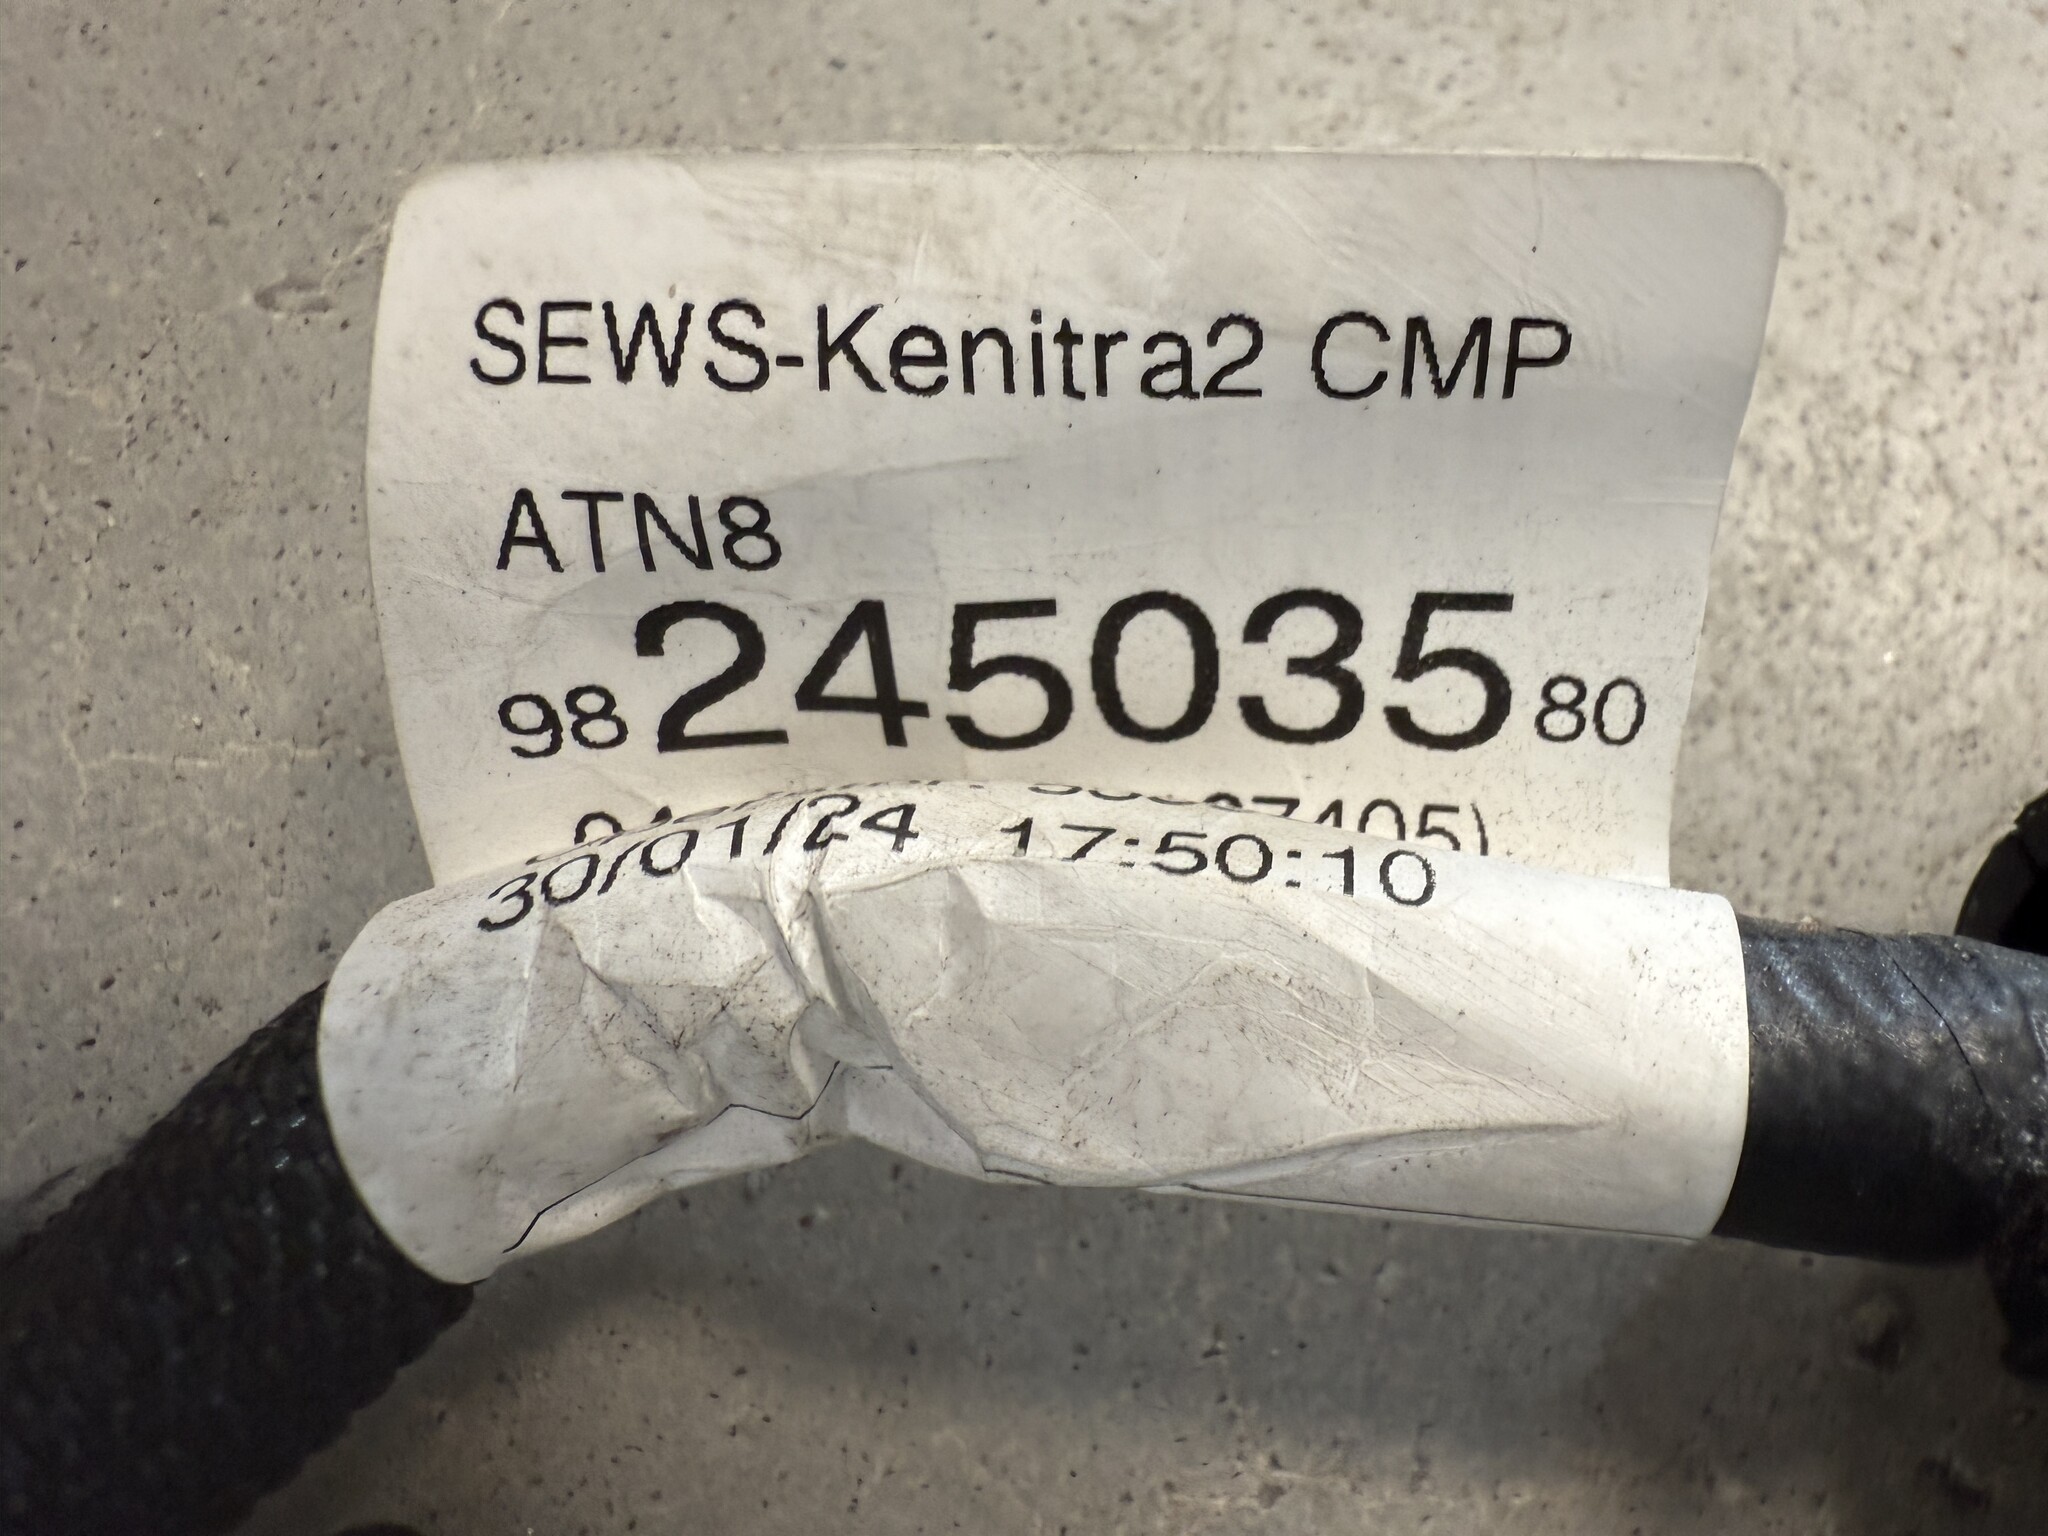 SEWS-Kenitra2 CMP
ATN8
98 245035 80
30/01/24 17:50:10